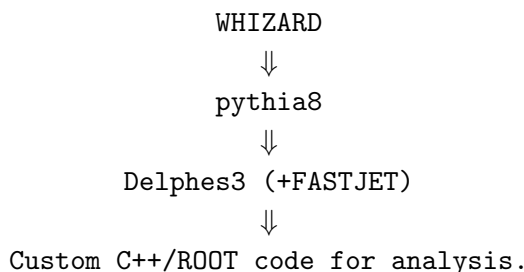 WHIZARD
⇓
pythia8
⇓
Delphes3 (+FASTJET)
⇓
Custom C++/ROOT code for analysis.